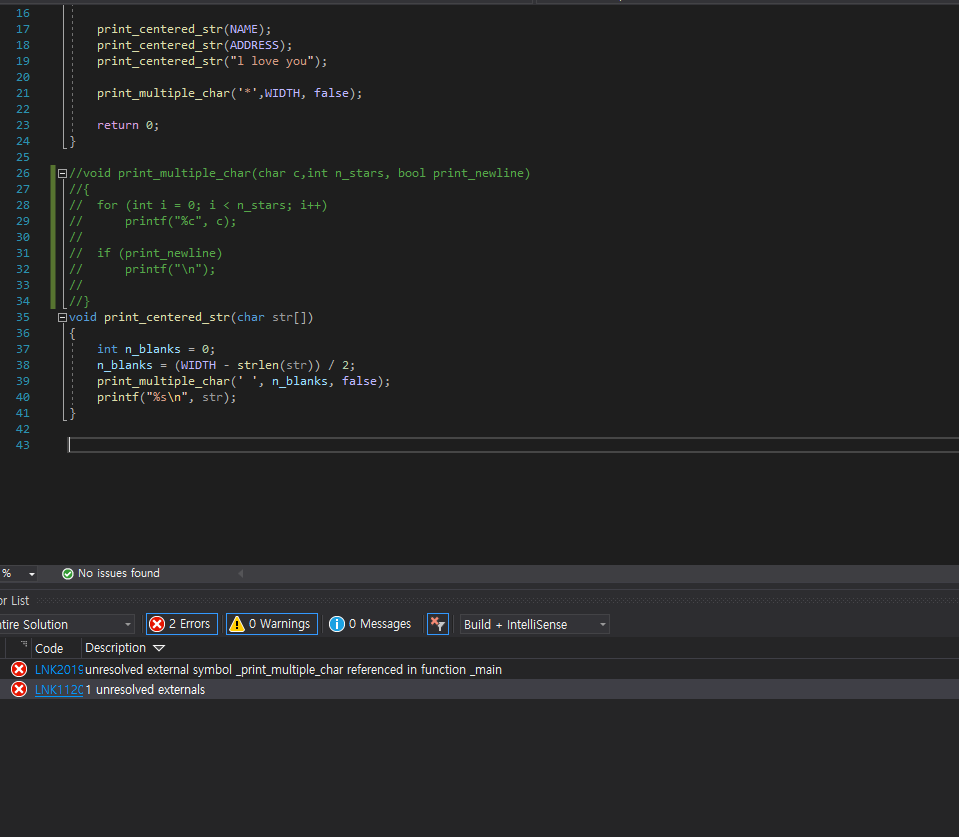 16
17 print_centered_str(NAME);
18 print_centered_str(ADDRESS);
19 print_centered_str("l love you");
20
21 print_multiple_char('*',WIDTH, false);
22
23 return 0;
24 }
25
26 //void print_multiple_char(char c,int n_stars, bool print_newline)
27 //{
28 // for (int i = 0; i < n_stars; i++)
29 // printf("%c", c);
30 //
31 // if (print_newline)
32 // printf("\n");
33 //
34 //}
35 void print_centered_str(char str[])
36 {
37 int n_blanks = 0;
38 n_blanks = (WIDTH - strlen(str)) / 2;
39 print_multiple_char(' ', n_blanks, false);
40 printf("%s\n", str);
41 }
42
43
% No issues found
or List
ntire Solution 2 Errors 0 Warnings 0 Messages Build + IntelliSense
Code Description
LNK2019 unresolved external symbol _print_multiple_char referenced in function _main
LNK112 1 unresolved externals